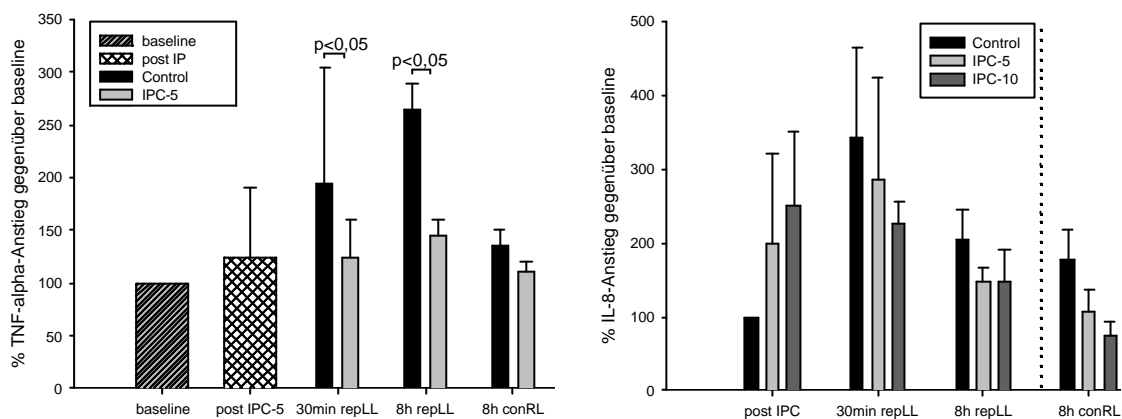 % TNF-alpha-Anstieg gegenüber baseline
350
300
250
200
150
100
50
0
baseline
post IP
Control
IPC-5
p<0,05
p<0,05
baseline
post IPC-5
30min repLL
8h repLL
8h conRL
% IL-8-Anstieg gegenüber baseline
500
400
300
200
100
0
Control
IPC-5
IPC-10
post IPC
30min repLL
8h repLL
8h conRL